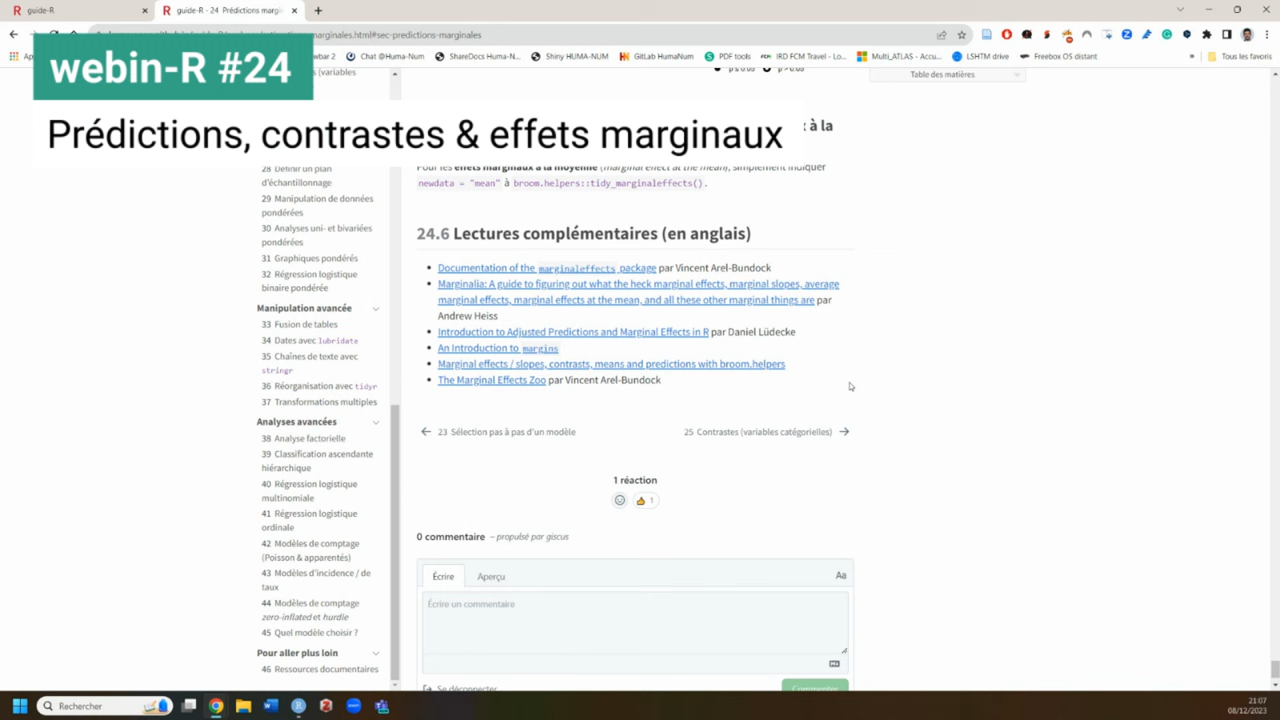 guide-R
guide-R - 24 Prédictions margi
webin-R #24
Prédictions, contrastes & effets marginaux
.html#sec-predictions-marginales
Chat @Huma-Num
ShareDocs Huma-N...
Shiny HUMA-NUM
GitLab HumaNum
PDF tools
IRD FCM Travel - Lo...
Multi_ATLAS - Accu...
LSHTM drive
Freebox OS distant
Tous les favoris
Table des matières
à la
Pour les effets marginaux à la moyenne (marginal effect at the mean), simplement indiquer
newdata = "mean" à broom.helpers::tidy_marginaleffects().
28 Définir un plan
d'échantillonnage
29 Manipulation de données
pondérées
30 Analyses uni- et bivariées
pondérées
31 Graphiques pondérés
32 Régression logistique
binaire pondérée
Manipulation avancée
33 Fusion de tables
34 Dates avec lubridate
35 Chaînes de texte avec
stringr
36 Réorganisation avec tidyr
37 Transformations multiples
Analyses avancées
38 Analyse factorielle
39 Classification ascendante
hiérarchique
40 Régression logistique
multinomiale
41 Régression logistique
ordinale
42 Modèles de comptage
(Poisson & apparentés)
43 Modèles d'incidence / de
taux
44 Modèles de comptage
zero-inflated et hurdle
45 Quel modèle choisir ?
Pour aller plus loin
46 Ressources documentaires
24.6 Lectures complémentaires (en anglais)
Documentation of the marginaleffects package par Vincent Arel-Bundock
Marginalia: A guide to figuring out what the heck marginal effects, marginal slopes, average
marginal effects, marginal effects at the mean, and all these other marginal things are par
Andrew Heiss
Introduction to Adjusted Predictions and Marginal Effects in R par Daniel Lüdecke
An Introduction to margins
Marginal effects / slopes, contrasts, means and predictions with broom.helpers
The Marginal Effects Zoo par Vincent Arel-Bundock
23 Sélection pas à pas d'un modèle
25 Contrastes (variables catégorielles)
1 réaction
1
0 commentaire – propulsé par giscus
Écrire
Aperçu
Aa
Écrire un commentaire
Se déconnecter
Commenter
Rechercher
21:07
08/12/2023